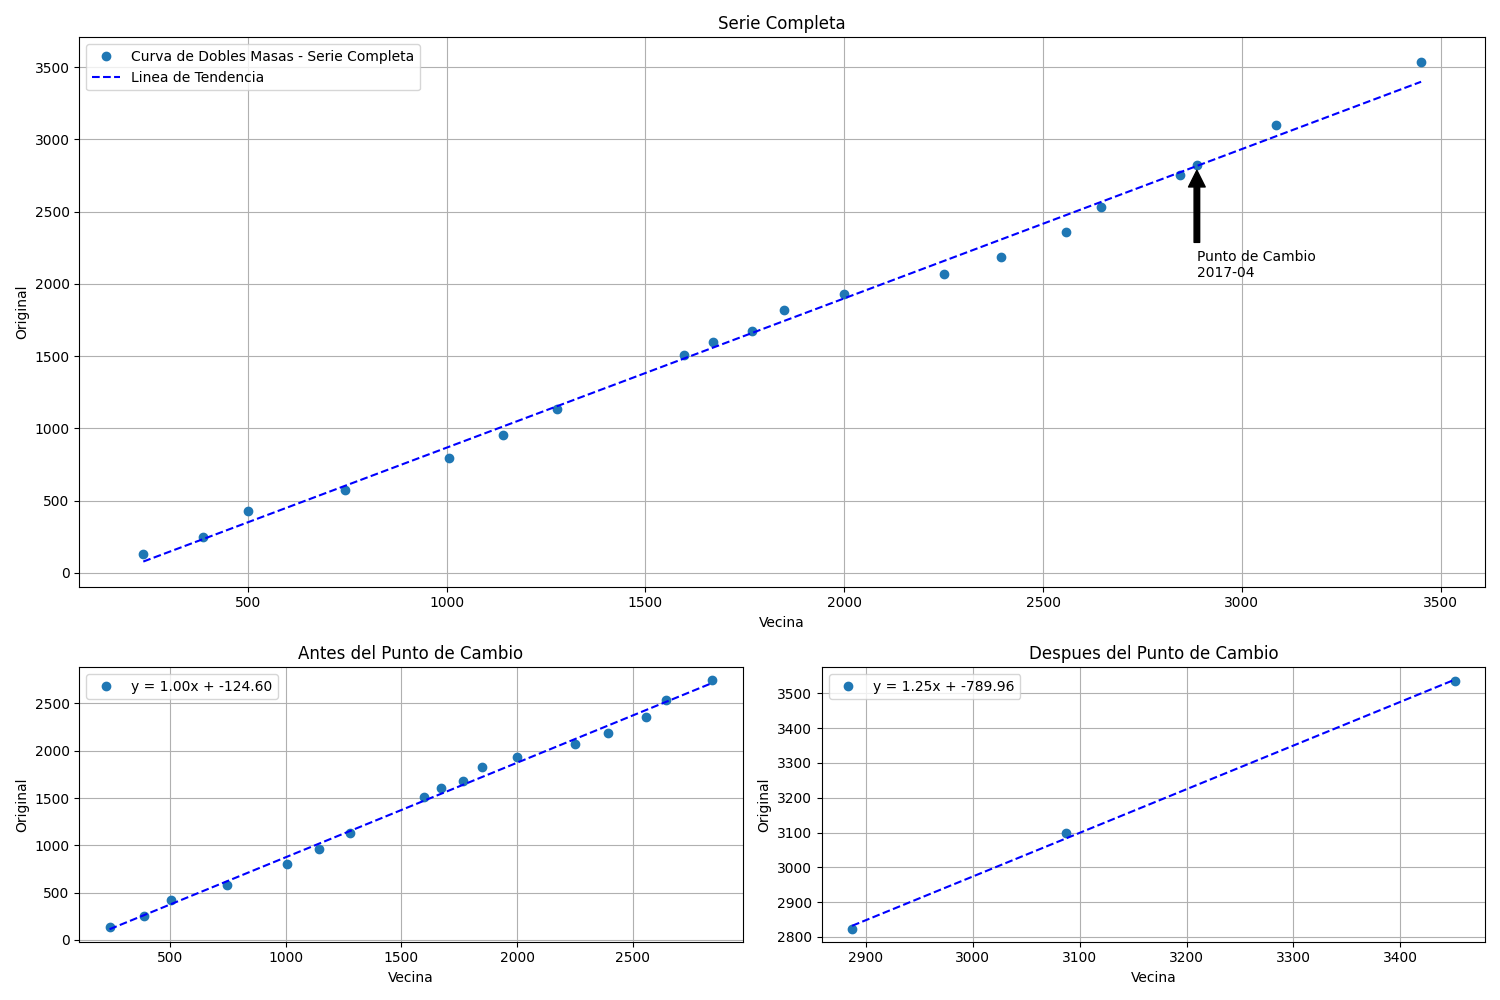 Serie Completa
Curva de Dobles Masas - Serie Completa
Linea de Tendencia
3500
3000
2500
2000
1500
1000
500
0
Original
Punto de Cambio
2017-04
500
1000
1500
2000
2500
3000
3500
Vecina
Antes del Punto de Cambio
y = 1.00x + -124.60
2500
2000
1500
1000
500
0
Original
500
1000
1500
2000
2500
Vecina
Despues del Punto de Cambio
y = 1.25x + -789.96
3500
3400
3300
3200
3100
3000
2900
2800
Original
2900
3000
3100
3200
3300
3400
Vecina